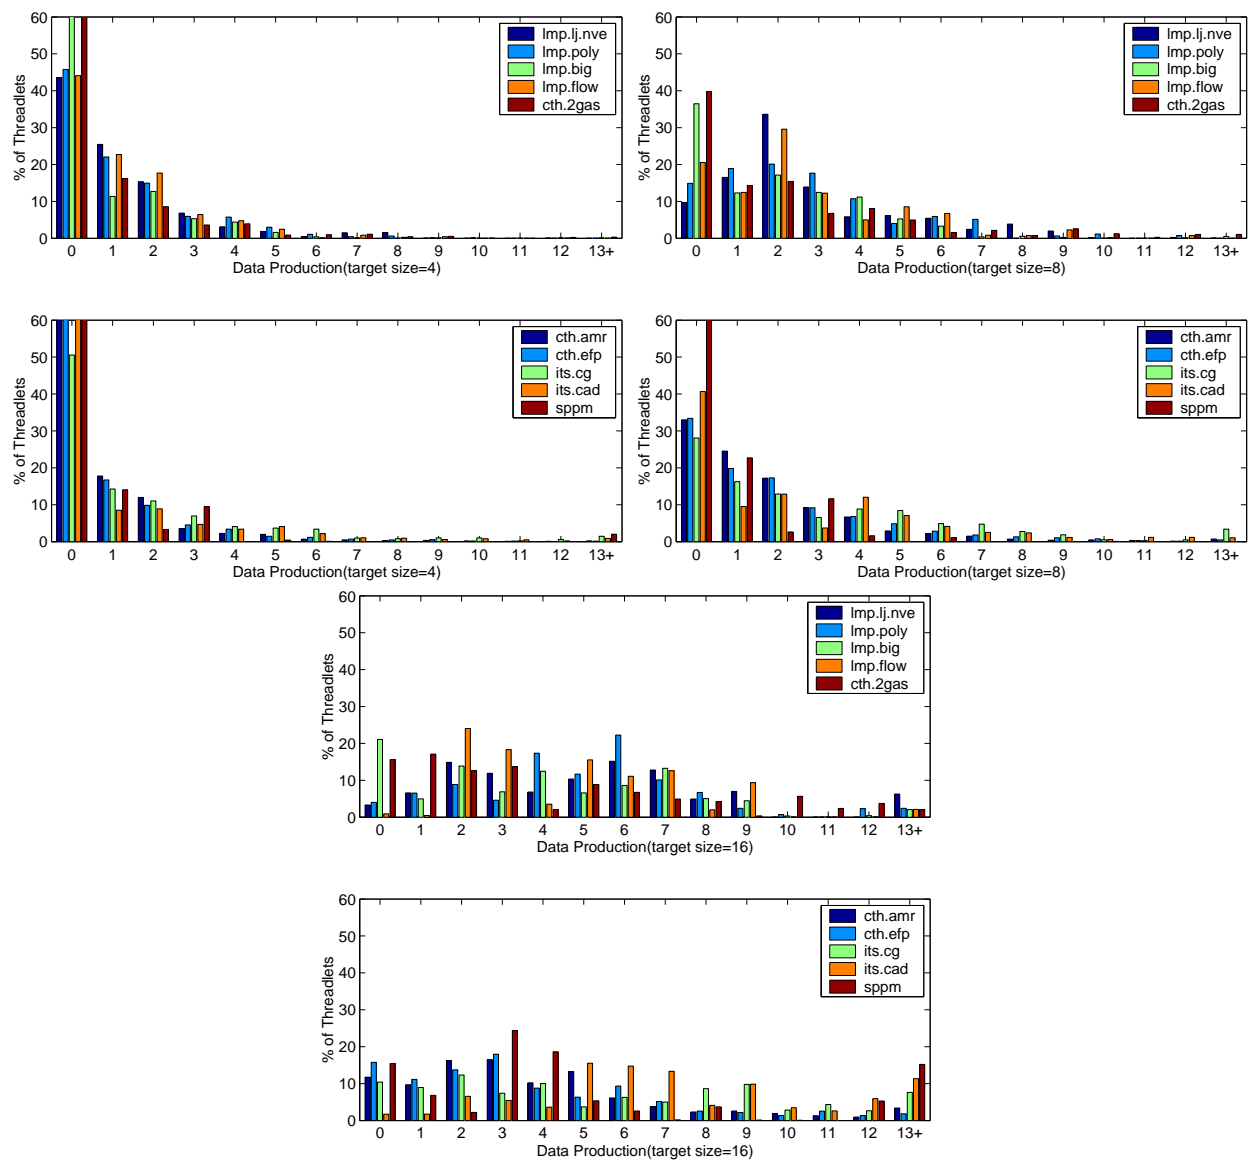 60
50
40
30
20
10
0
% of Threadlets
lmp.lj.nve
lmp.poly
lmp.big
lmp.flow
cth.2gas
0 1 2 3 4 5 6 7 8 9 10 11 12 13+
Data Production(target size=4)
60
50
40
30
20
10
0
% of Threadlets
lmp.lj.nve
lmp.poly
lmp.big
lmp.flow
cth.2gas
0 1 2 3 4 5 6 7 8 9 10 11 12 13+
Data Production(target size=8)
60
50
40
30
20
10
0
% of Threadlets
cth.amr
cth.efp
its.cg
its.cad
sppm
0 1 2 3 4 5 6 7 8 9 10 11 12 13+
Data Production(target size=4)
60
50
40
30
20
10
0
% of Threadlets
cth.amr
cth.efp
its.cg
its.cad
sppm
0 1 2 3 4 5 6 7 8 9 10 11 12 13+
Data Production(target size=8)
60
50
40
30
20
10
0
% of Threadlets
lmp.lj.nve
lmp.poly
lmp.big
lmp.flow
cth.2gas
0 1 2 3 4 5 6 7 8 9 10 11 12 13+
Data Production(target size=16)
60
50
40
30
20
10
0
% of Threadlets
cth.amr
cth.efp
its.cg
its.cad
sppm
0 1 2 3 4 5 6 7 8 9 10 11 12 13+
Data Production(target size=16)